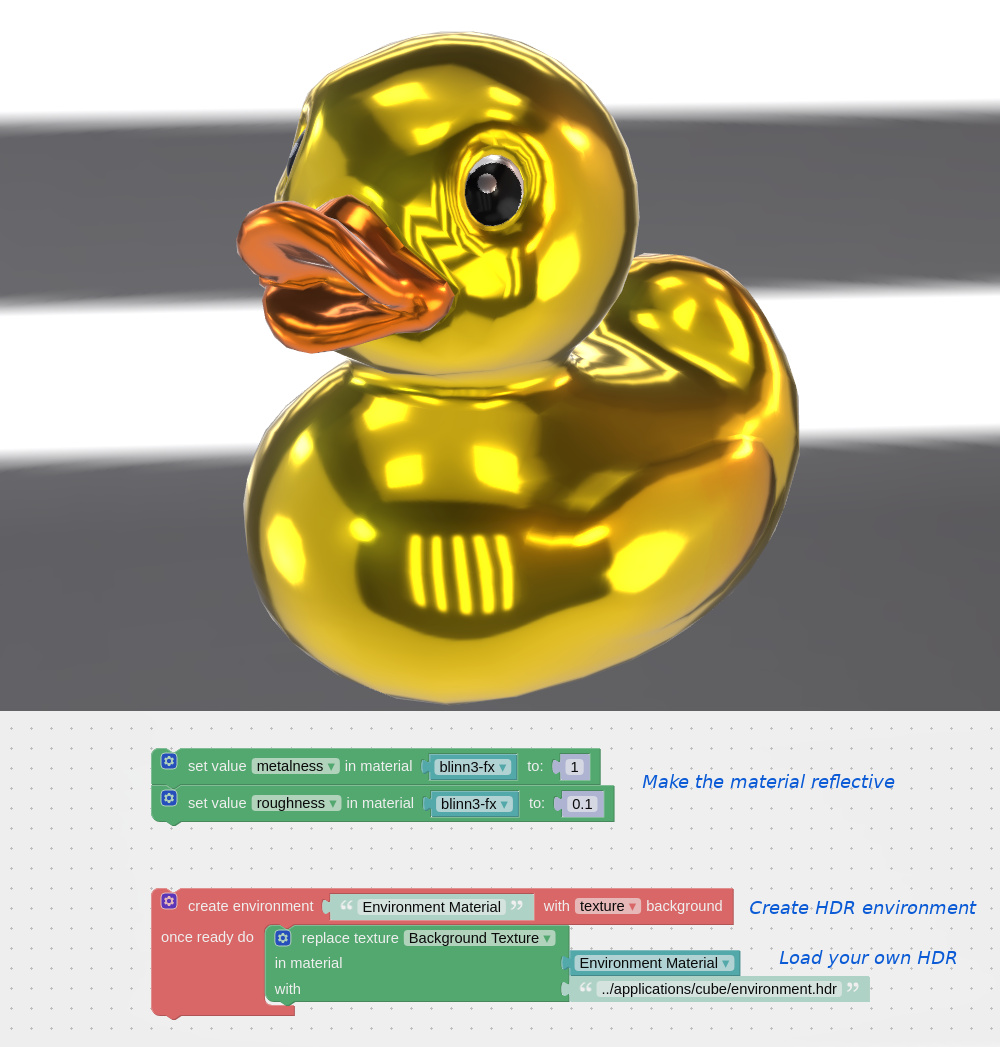 set value metalness ▾ in material blinn3-fx ▾ to: 1
Make the material reflective
set value roughness ▾ in material blinn3-fx ▾ to: 0.1
create environment “ Environment Material ” with texture ▾ background
Create HDR environment
once ready do replace texture Background Texture ▾
in material Environment Material ▾
Load your own HDR
with “ ../applications/cube/environment.hdr ”